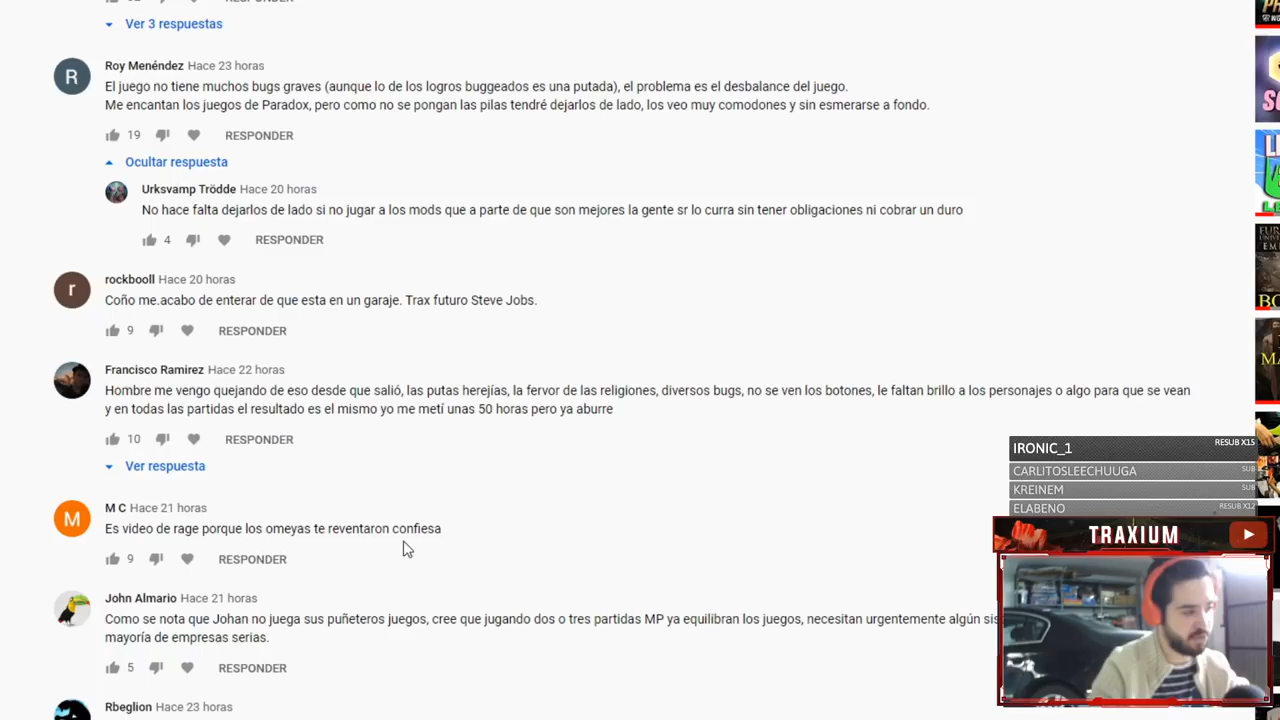 RESPONDER
Ver 3 respuestas
R
Roy Menéndez Hace 23 horas
El juego no tiene muchos bugs graves (aunque lo de los logros buggeados es una putada), el problema es el desbalance del juego.
Me encantan los juegos de Paradox, pero como no se pongan las pilas tendré dejarlos de lado, los veo muy comodones y sin esmerarse a fondo.
19 RESPONDER
Ocultar respuesta
Urksvamp Trödde Hace 20 horas
No hace falta dejarlos de lado si no jugar a los mods que a parte de que son mejores la gente sr lo curra sin tener obligaciones ni cobrar un duro
4 RESPONDER
r
rockbooll Hace 20 horas
Coño me.acabo de enterar de que esta en un garaje. Trax futuro Steve Jobs.
9 RESPONDER
Francisco Ramirez Hace 22 horas
Hombre me vengo quejando de eso desde que salió, las putas herejías, la fervor de las religiones, diversos bugs, no se ven los botones, le faltan brillo a los personajes o algo para que se vean
y en todas las partidas el resultado es el mismo yo me metí unas 50 horas pero ya aburre
10 RESPONDER
Ver respuesta
M
M C Hace 21 horas
Es video de rage porque los omeyas te reventaron confiesa
9 RESPONDER
John Almario Hace 21 horas
Como se nota que Johan no juega sus puñeteros juegos, cree que jugando dos o tres partidas MP ya equilibran los juegos, necesitan urgentemente algún
mayoría de empresas serias.
5 RESPONDER
Rbeglion Hace 23 horas
IRONIC_1 RESUB X15
CARLITOSLEECHUUGA SUB
KREINEM SUB
ELABENO RESUB X12
TRAXIUM